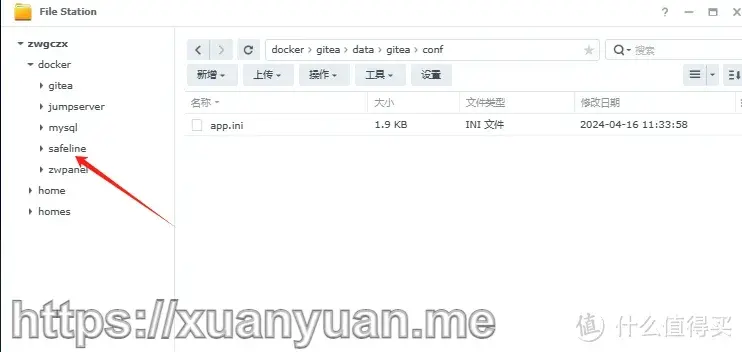 File Station
zwgczx
docker
gitea
jumpserver
mysql
safeline
zwpanel
home
homes
docker › gitea › data › gitea › conf
搜索
新增 上传 操作 工具 设置
名称 大小 文件类型 修改日期
app.ini 1.9 KB INI 文件 2024-04-16 11:33:58
https://xuanyuan.me
值 什么值得买